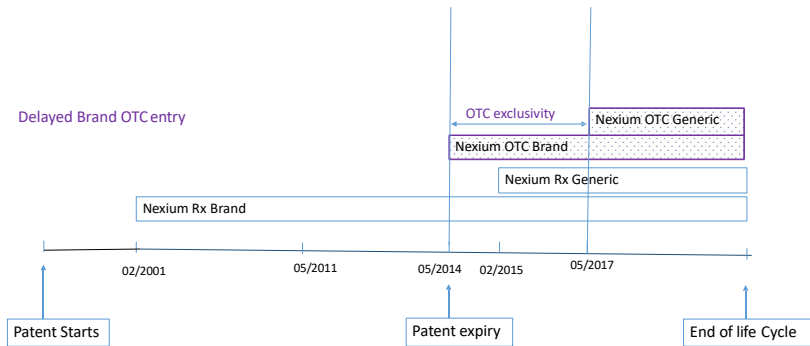 OTC exclusivity
Nexium OTC Generic
Delayed Brand OTC entry
Nexium OTC Brand
Nexium Rx Generic
Nexium Rx Brand
02/2001
05/2011
05/2014
02/2015
05/2017
Patent Starts
Patent expiry
End of life Cycle